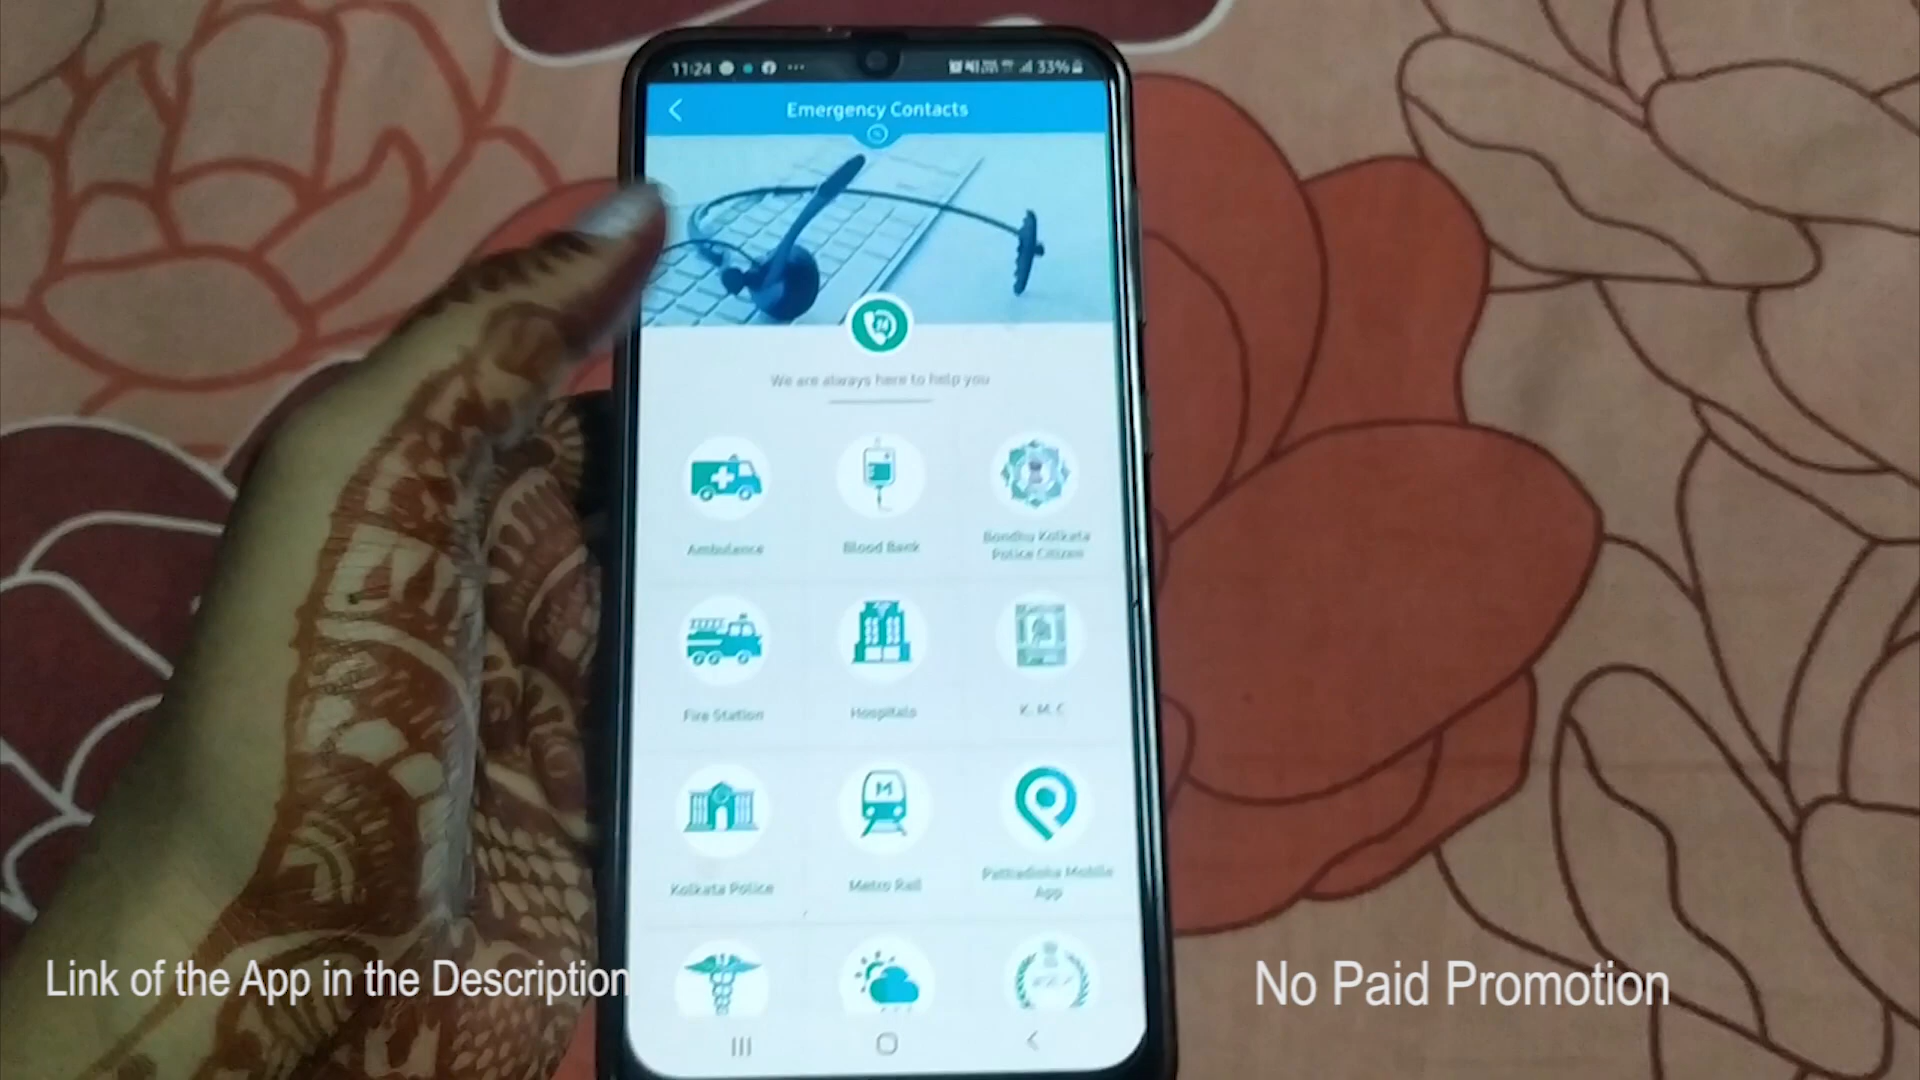 11:24
33%
Emergency Contacts
We are always here to help you
Ambulance
Blood Bank
Bondhu Kolkata
Police Citizen
Fire Station
Hospitals
K. M. C
Kolkata Police
M
Metro Rail
Pathadisha Mobile
App
Link of the App in the Description
No Paid Promotion